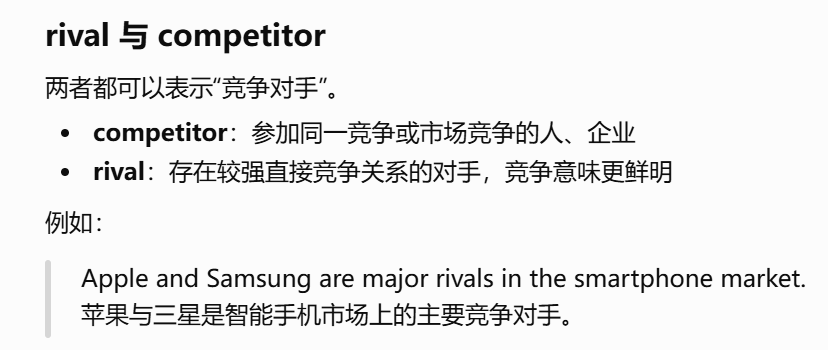 rival 与 competitor
两者都可以表示“竞争对手”。
• competitor：参加同一竞争或市场竞争的人、企业
• rival：存在较强直接竞争关系的对手，竞争意味更鲜明
例如：
Apple and Samsung are major rivals in the smartphone market.
苹果与三星是智能手机市场上的主要竞争对手。